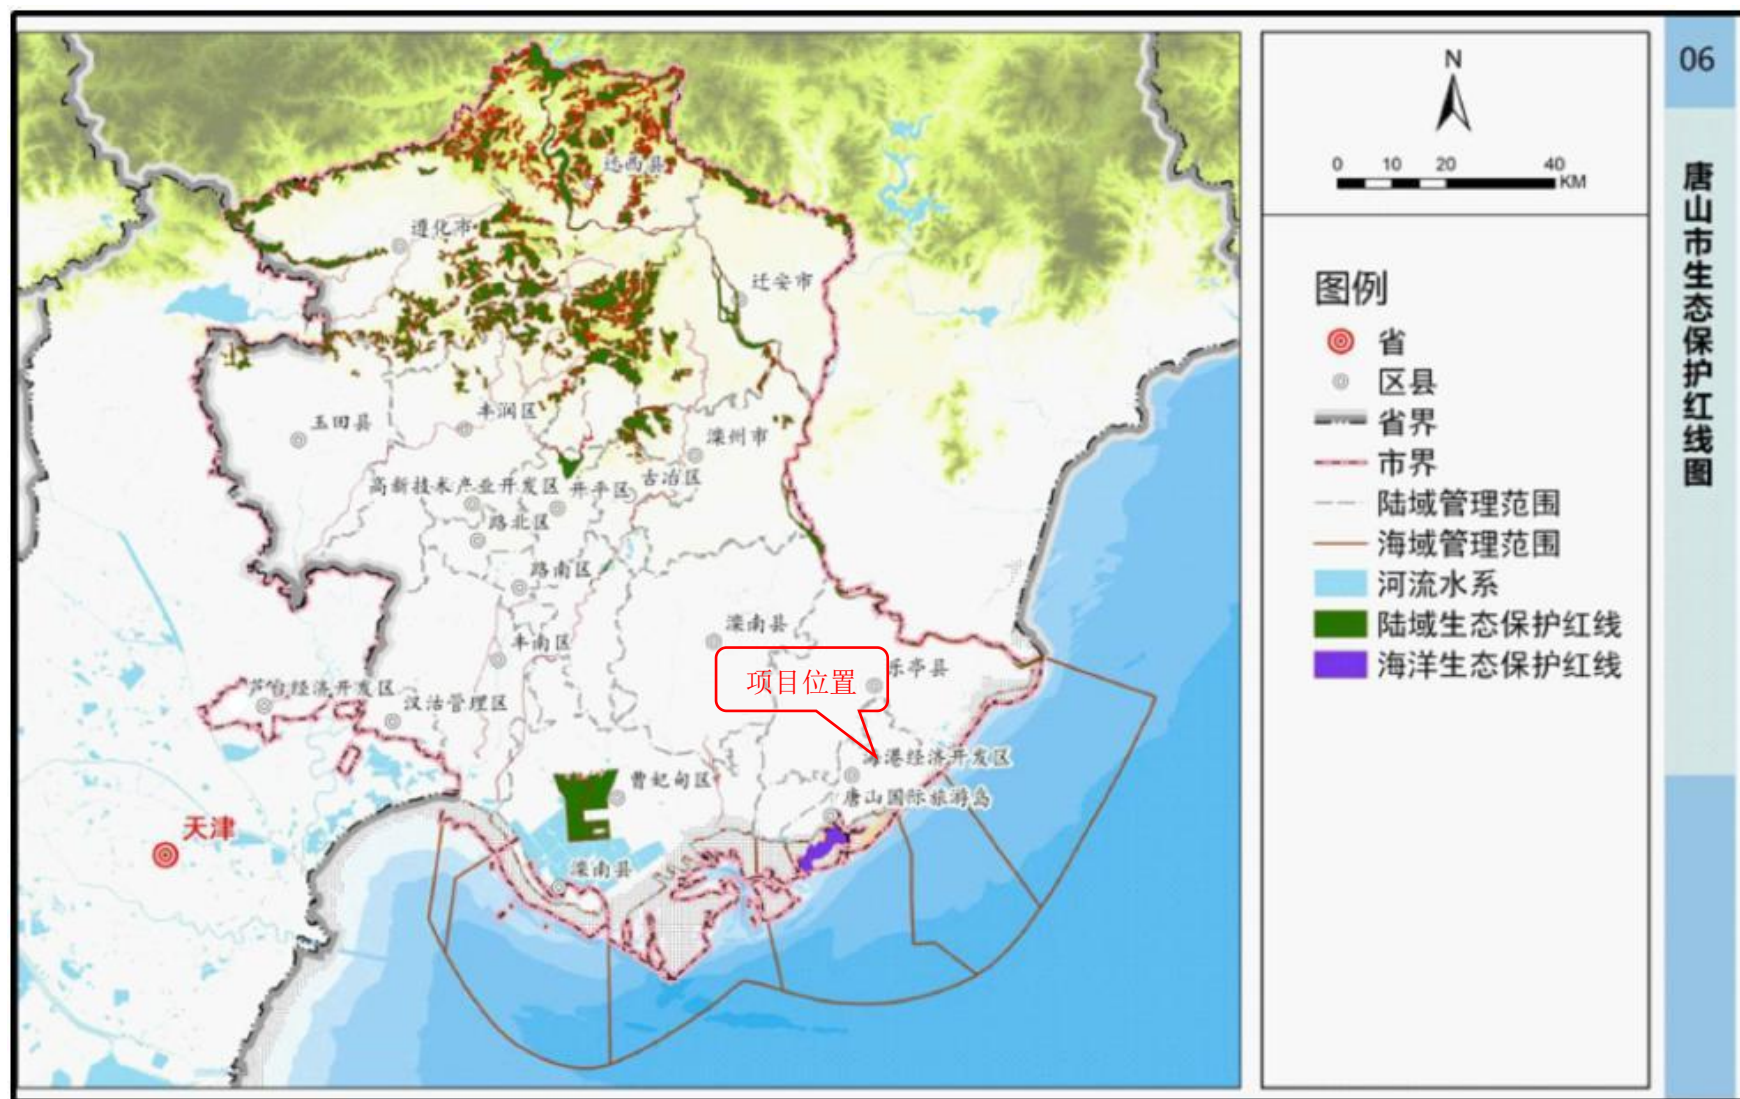 06
唐山市生态保护红线图
N
0 10 20 40
KM
图例
省
区县
省界
市界
陆域管理范围
海域管理范围
河流水系
陆域生态保护红线
海洋生态保护红线
迁西县
遵化市
迁安市
玉田县
丰润区
滦州市
高新技术产业开发区
开平区
古冶区
路北区
路南区
丰南区
滦南县
项目位置
乐亭县
芦台经济开发区
汉沽管理区
海港经济开发区
曹妃甸区
唐山国际旅游岛
天津
滦南县